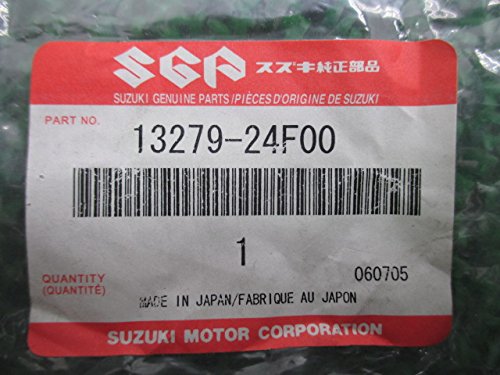 SGP スズキ純正部品
SUZUKI GENUINE PARTS/PIÈCES D'ORIGINE DE SUZUKI
PART NO. 13279-24F00
1
QUANTITY
(QUANTITÉ)
060705
MADE IN JAPAN/FABRIQUE AU JAPON
SUZUKI MOTOR CORPORATION